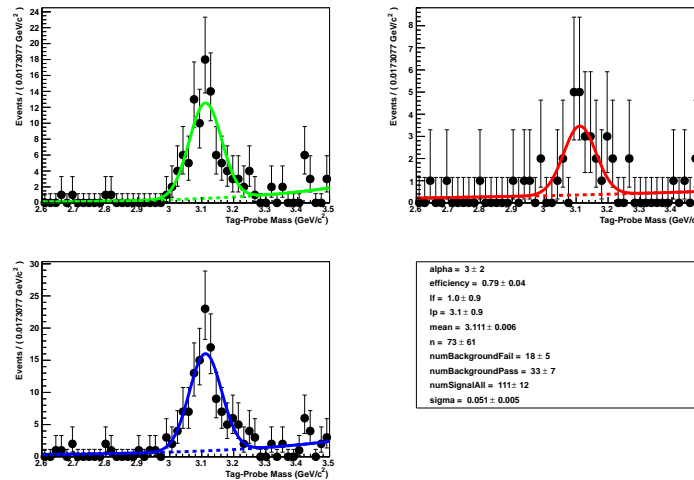 Events / ( 0.0173077 GeV/c² )
24
22
20
18
16
14
12
10
8
6
4
2
0
2.6 2.7 2.8 2.9 3 3.1 3.2 3.3 3.4 3.5
Tag-Probe Mass (GeV/c²)
Events / ( 0.0173077 GeV/c² )
8
7
6
5
4
3
2
1
0
2.6 2.7 2.8 2.9 3 3.1 3.2 3.3 3.4
Tag-Probe Mass (GeV/c
Events / ( 0.0173077 GeV/c² )
30
25
20
15
10
5
0
2.6 2.7 2.8 2.9 3 3.1 3.2 3.3 3.4 3.5
Tag-Probe Mass (GeV/c²)
alpha = 3 ± 2
efficiency = 0.79 ± 0.04
lf = 1.0 ± 0.9
lp = 3.1 ± 0.9
mean = 3.111 ± 0.006
n = 73 ± 61
numBackgroundFail = 18 ± 5
numBackgroundPass = 33 ± 7
numSignalAll = 111 ± 12
sigma = 0.051 ± 0.005